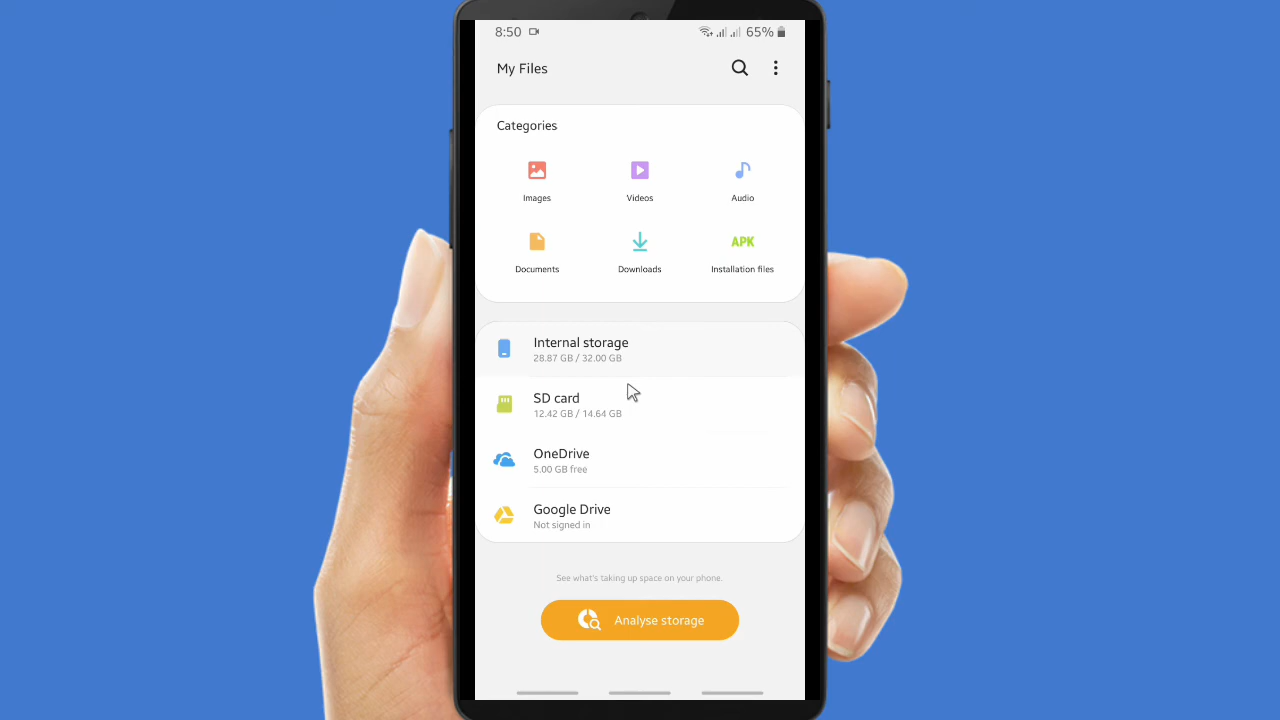 8:50
65%
My Files
Categories
Images
Videos
Audio
Documents
Downloads
APK
Installation files
Internal storage
28.87 GB / 32.00 GB
SD card
12.42 GB / 14.64 GB
OneDrive
5.00 GB free
Google Drive
Not signed in
See what's taking up space on your phone.
Analyse storage